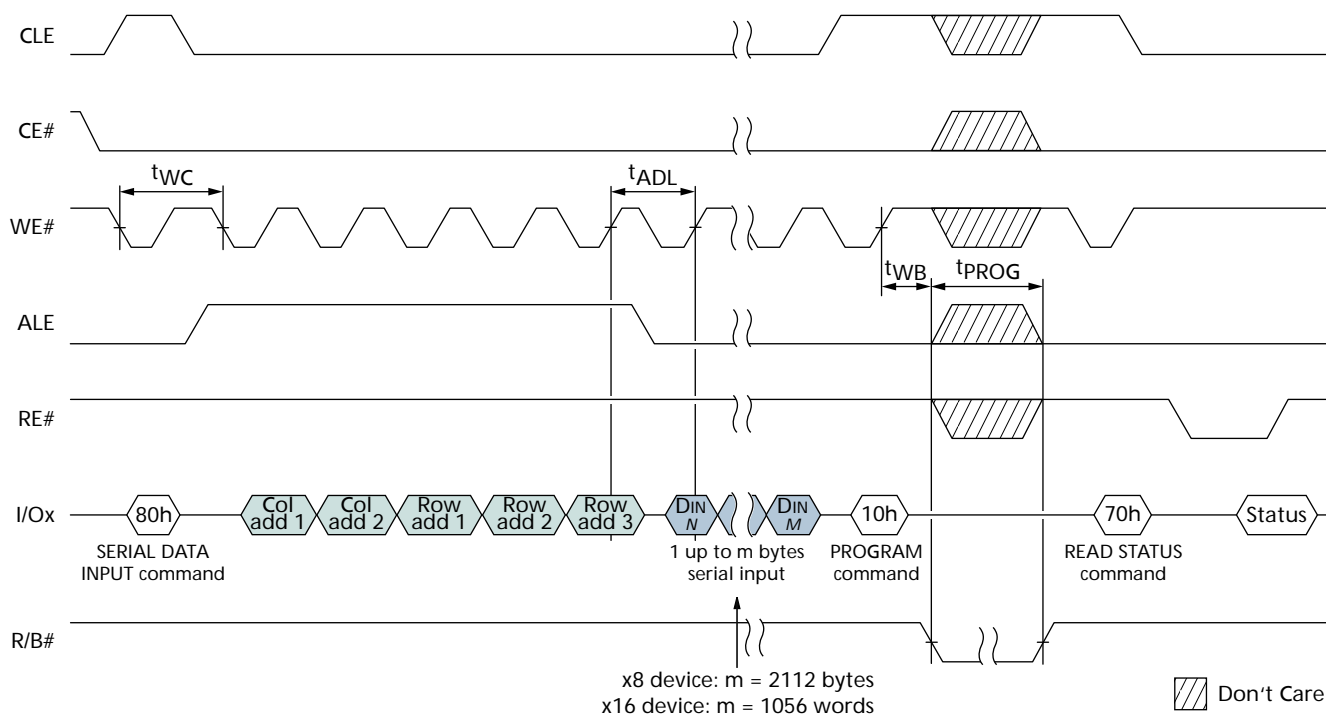 CLE
CE#
tWC
tADL
WE#
tWB
tPROG
ALE
RE#
I/Ox
80h
Col add 1
Col add 2
Row add 1
Row add 2
Row add 3
DIN N
DIN M
10h
70h
Status
SERIAL DATA
INPUT command
1 up to m bytes
serial input
PROGRAM
command
READ STATUS
command
R/B#
x8 device: m = 2112 bytes
x16 device: m = 1056 words
Don't Care